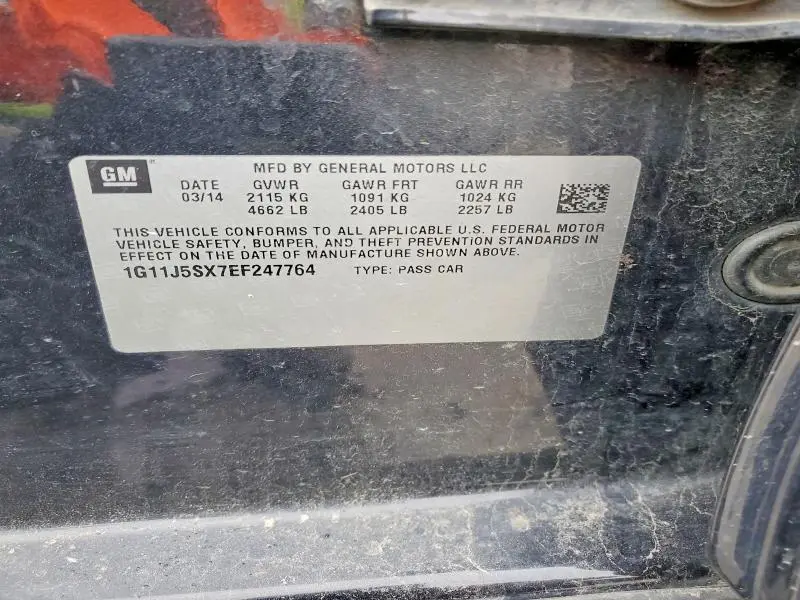 GM
MFD BY GENERAL MOTORS LLC
DATE GVWR GAWR FRT GAWR RR
03/14 2115 KG 1091 KG 1024 KG
4662 LB 2405 LB 2257 LB
THIS VEHICLE CONFORMS TO ALL APPLICABLE U.S. FEDERAL MOTOR
VEHICLE SAFETY, BUMPER, AND THEFT PREVENTION STANDARDS IN
EFFECT ON THE DATE OF MANUFACTURE SHOWN ABOVE.
1G11J5SX7EF247764 TYPE: PASS CAR